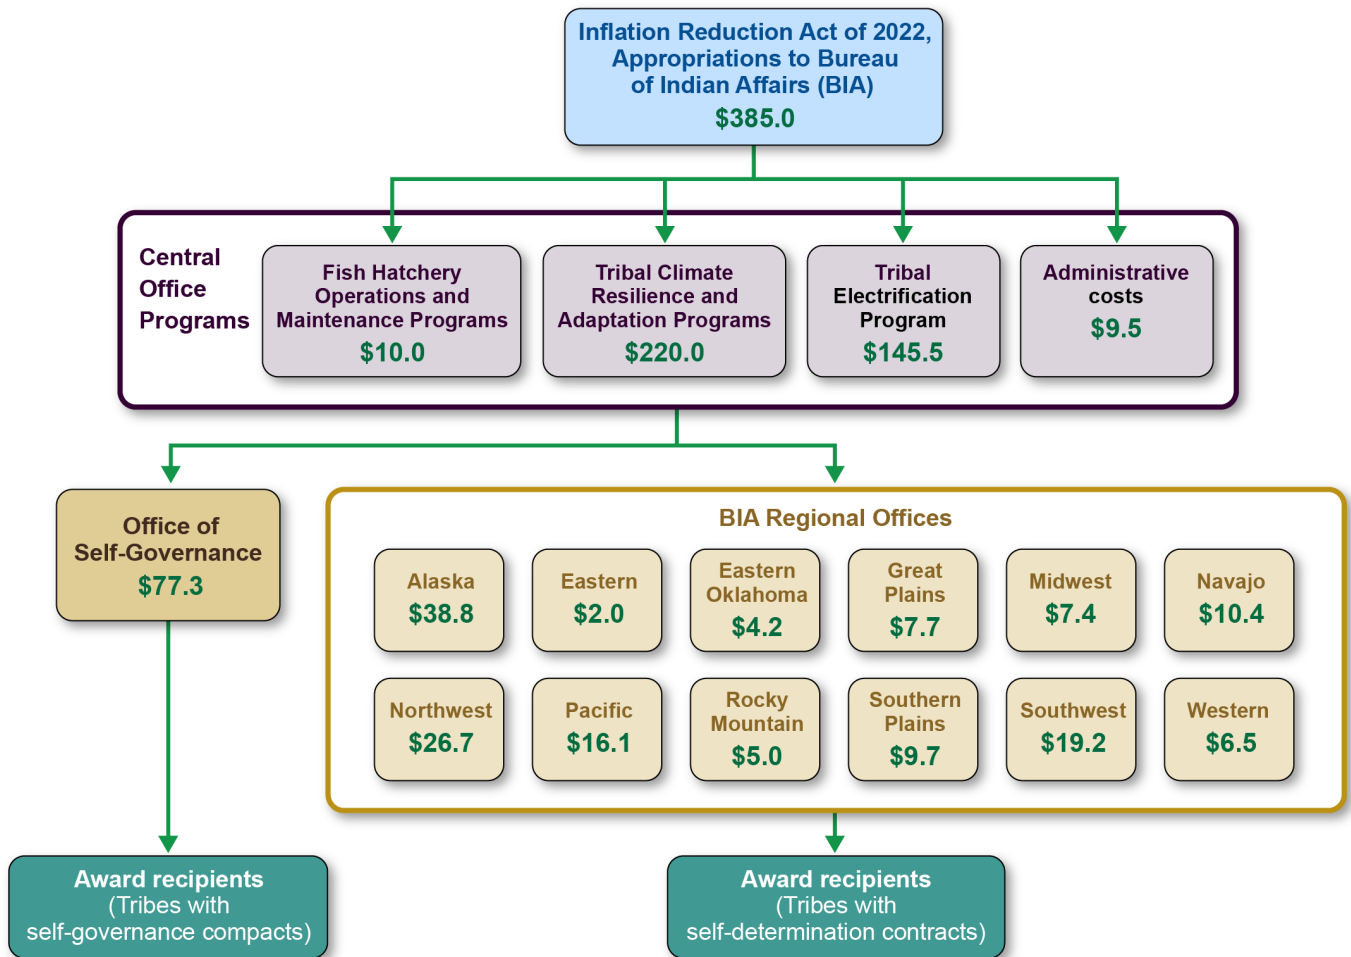 Inflation Reduction Act of 2022,
Appropriations to Bureau
of Indian Affairs (BIA)
$385.0
Central
Office
Programs
Fish Hatchery
Operations and
Maintenance Programs
$10.0
Tribal Climate
Resilience and
Adaptation Programs
$220.0
Tribal
Electrification
Program
$145.5
Administrative
costs
$9.5
Office of
Self-Governance
$77.3
BIA Regional Offices
Alaska
$38.8
Eastern
$2.0
Eastern
Oklahoma
$4.2
Great
Plains
$7.7
Midwest
$7.4
Navajo
$10.4
Northwest
$26.7
Pacific
$16.1
Rocky
Mountain
$5.0
Southern
Plains
$9.7
Southwest
$19.2
Western
$6.5
Award recipients
(Tribes with
self-governance compacts)
Award recipients
(Tribes with
self-determination contracts)